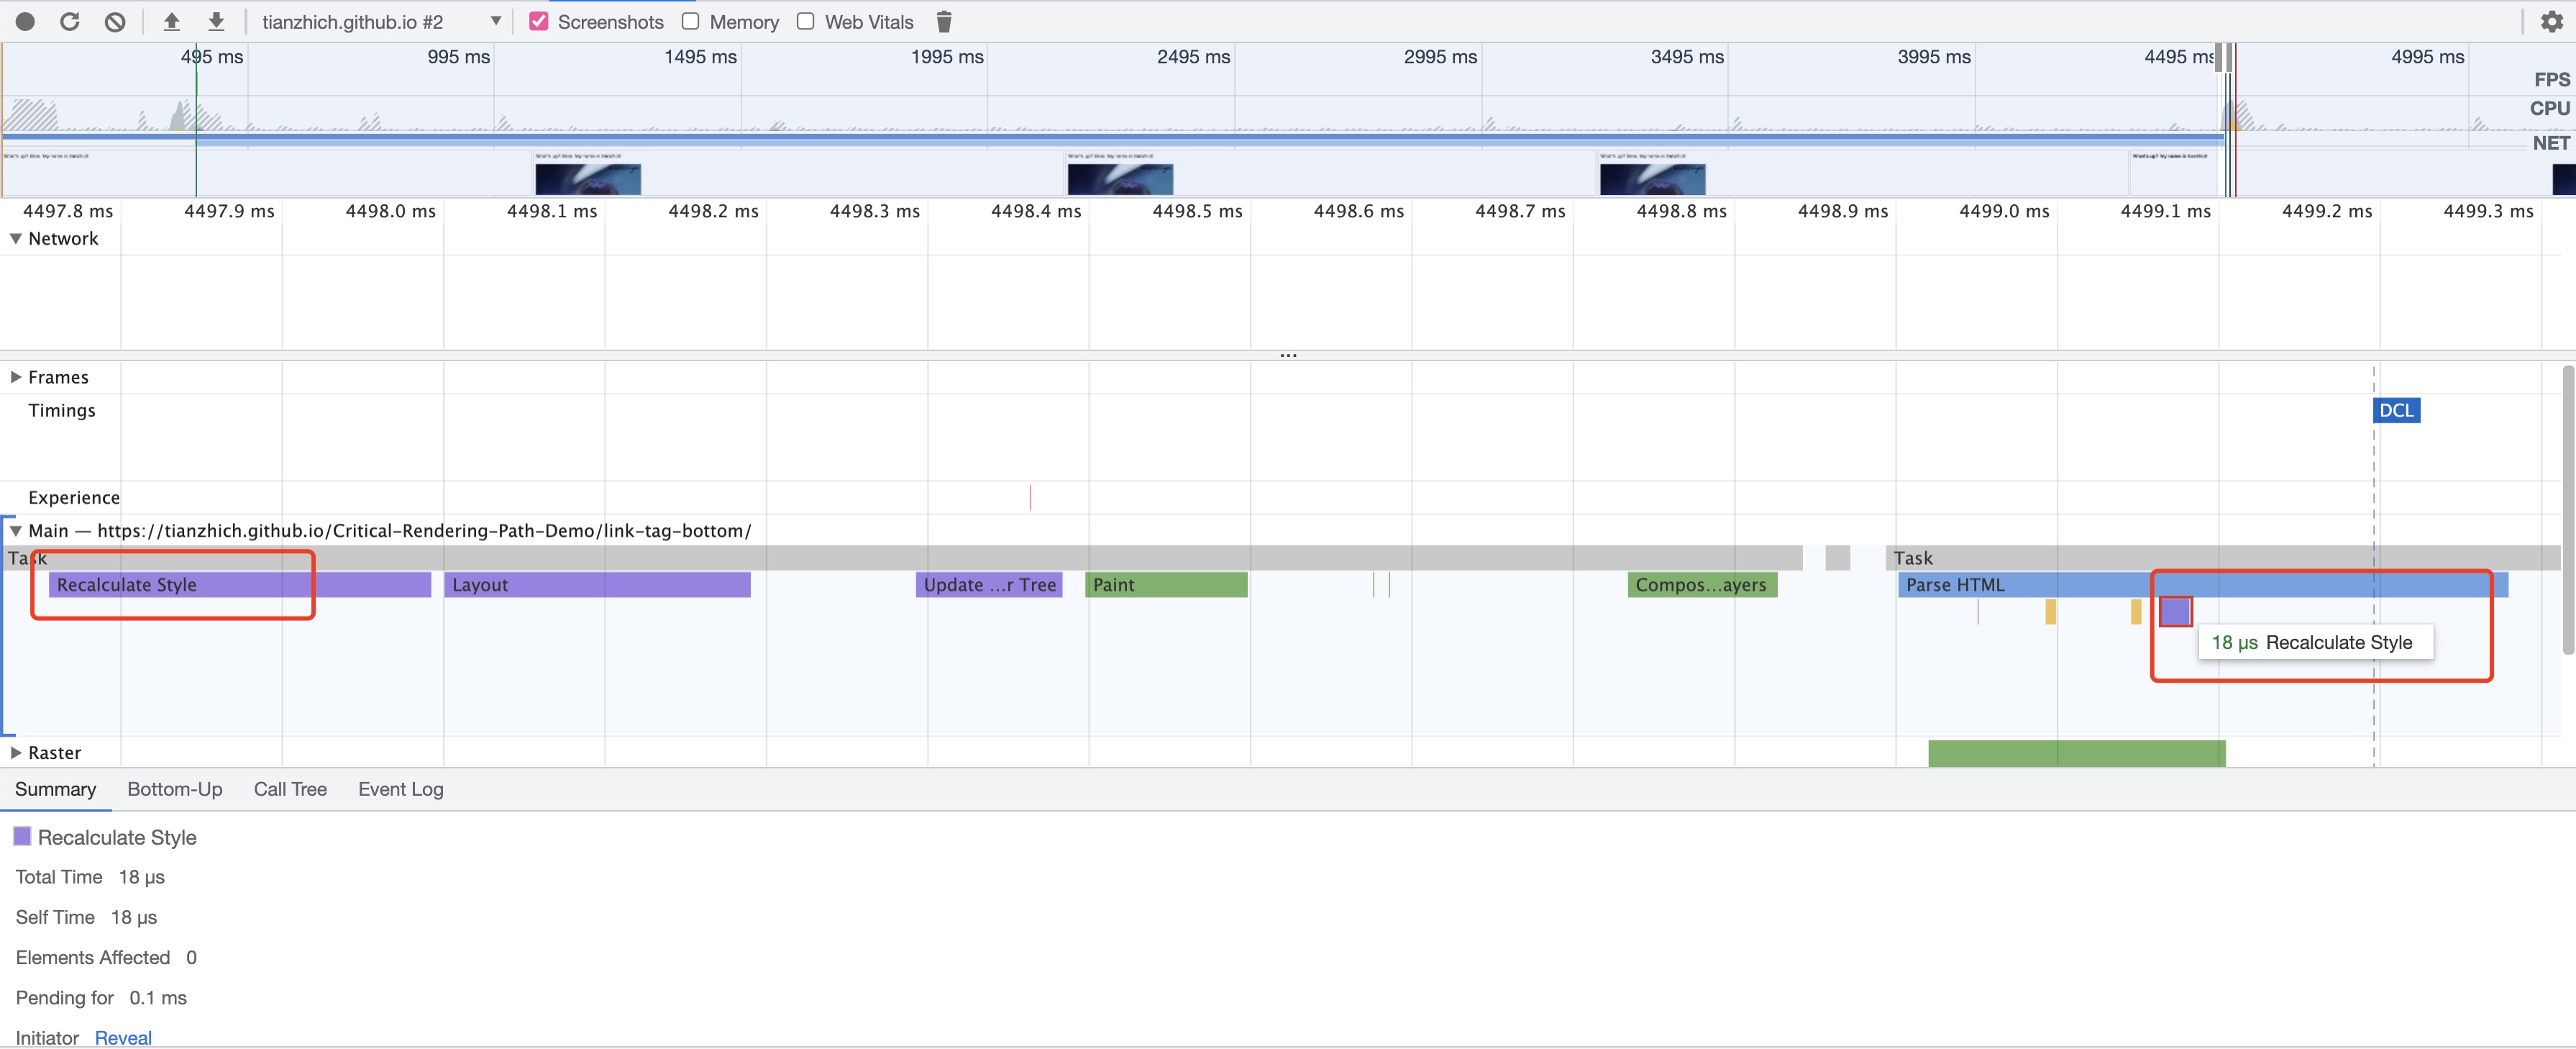 tianzhich.github.io #2 Screenshots Memory Web Vitals
495 ms 995 ms 1495 ms 1995 ms 2495 ms 2995 ms 3495 ms 3995 ms 4495 ms 4995 ms
FPS
CPU
NET
4497.8 ms 4497.9 ms 4498.0 ms 4498.1 ms 4498.2 ms 4498.3 ms 4498.4 ms 4498.5 ms 4498.6 ms 4498.7 ms 4498.8 ms 4498.9 ms 4499.0 ms 4499.1 ms 4499.2 ms 4499.3 ms
Network
...
Frames
Timings
DCL
Experience
Main — https://tianzhich.github.io/Critical-Rendering-Path-Demo/link-tag-bottom/
Task Task
Recalculate Style Layout Update ...r Tree Paint Compos...ayers Parse HTML
18 μs Recalculate Style
Raster
Summary Bottom-Up Call Tree Event Log
Recalculate Style
Total Time 18 μs
Self Time 18 μs
Elements Affected 0
Pending for 0.1 ms
Initiator Reveal